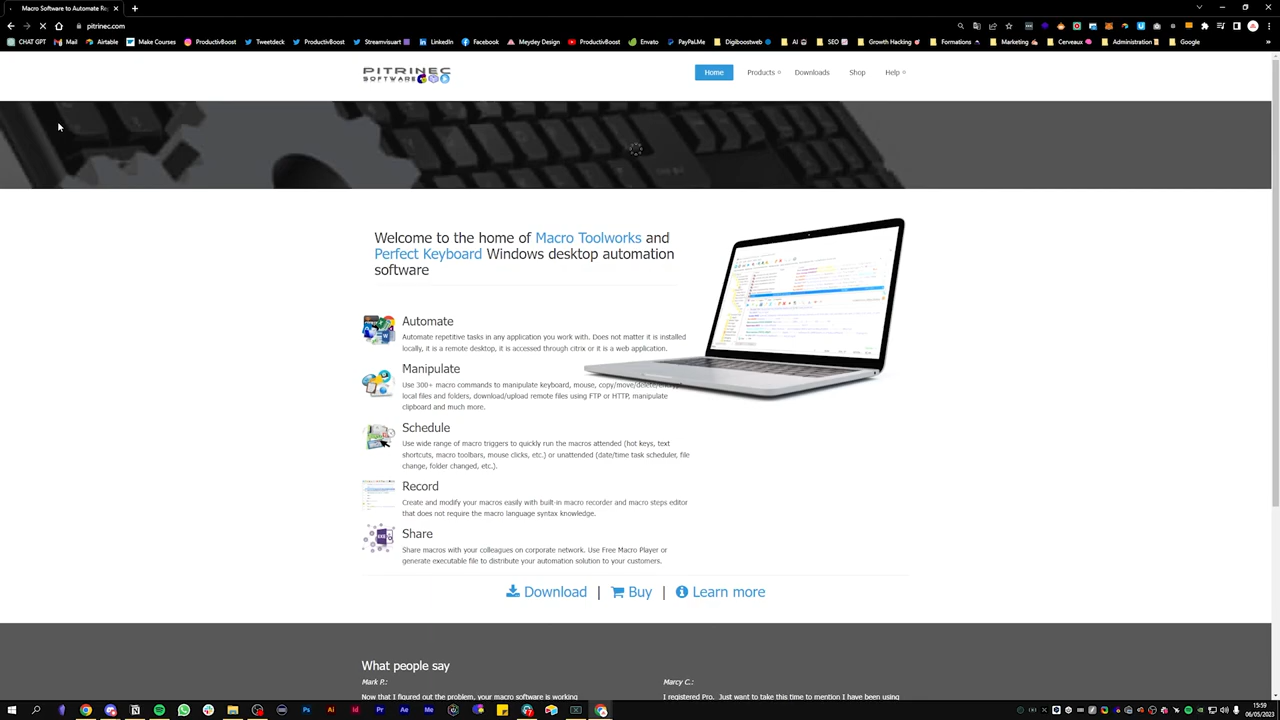 Macro Software to Automate Re
pitrinec.com
CHAT GPT Mail Airtable Make Courses ProductivBoost Tweetdeck ProductivBoost Streamvisuart LinkedIn Facebook Meydey Design ProductivBoost Envato PayPal.Me Digiboostweb AI SEO Growth Hacking Formations Marketing Cerveaux Administration Google
PITRINEC
SOFTWARE
Home Products Downloads Shop Help
Welcome to the home of Macro Toolworks and
Perfect Keyboard Windows desktop automation
software
Automate
Automate repetitive tasks in any application you work with. Does not matter it is installed
locally, it is a remote desktop, it is accessed through citrix or it is a web application.
Manipulate
Use 300+ macro commands to manipulate keyboard, mouse, copy/move/delete/encrypt
local files and folders, download/upload remote files using FTP or HTTP, manipulate
clipboard and much more.
Schedule
Use wide range of macro triggers to quickly run the macros attended (hot keys, text
shortcuts, macro toolbars, mouse clicks, etc.) or unattended (date/time task scheduler, file
change, folder changed, etc.).
Record
Create and modify your macros easily with built-in macro recorder and macro steps editor
that does not require the macro language syntax knowledge.
Share
Share macros with your colleagues on corporate network. Use Free Macro Player or
generate executable file to distribute your automation solution to your customers.
Download | Buy | Learn more
What people say
Mark P.:
Now that I figured out the problem, your macro software is working
Marcy C.:
I registered Pro. Just want to take this time to mention I have been using
15:59
06/05/2023